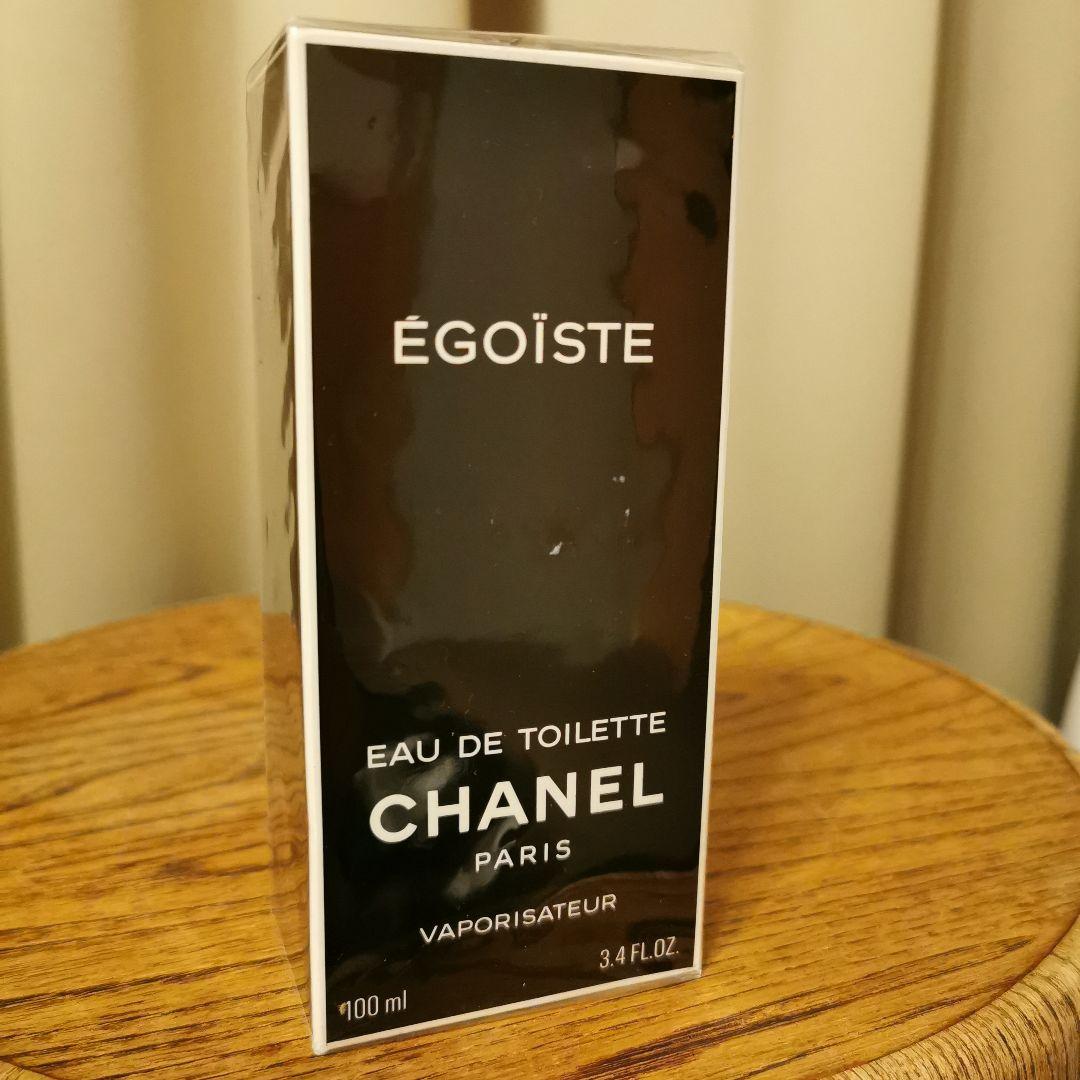 ÉGOÏSTE
EAU DE TOILETTE
CHANEL
PARIS
VAPORISATEUR
3.4 FL.OZ.
100 ml